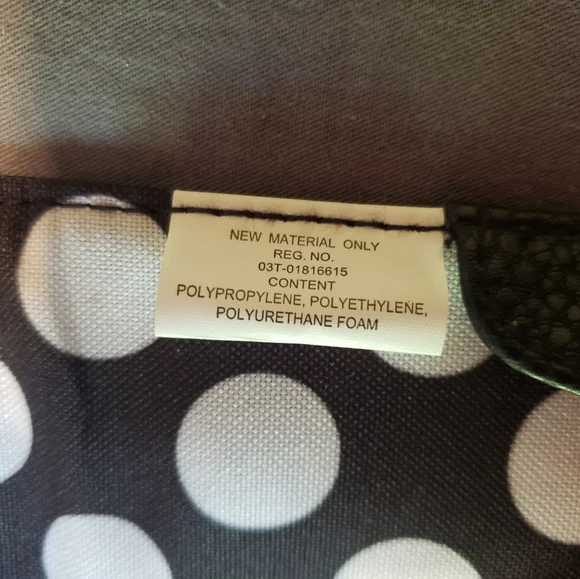 NEW MATERIAL ONLY
REG. NO.
03T-01816615
CONTENT
POLYPROPYLENE, POLYETHYLENE,
POLYURETHANE FOAM